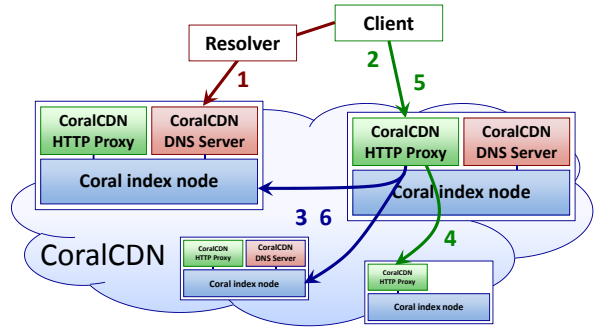 Client
Resolver
2
1
5
CoralCDN
HTTP Proxy
CoralCDN
DNS Server
Coral index node
CoralCDN
HTTP Proxy
CoralCDN
DNS Server
Coral index node
3 6
4
CoralCDN
CoralCDN
HTTP Proxy
CoralCDN
DNS Server
Coral index node
CoralCDN
HTTP Proxy
Coral index node